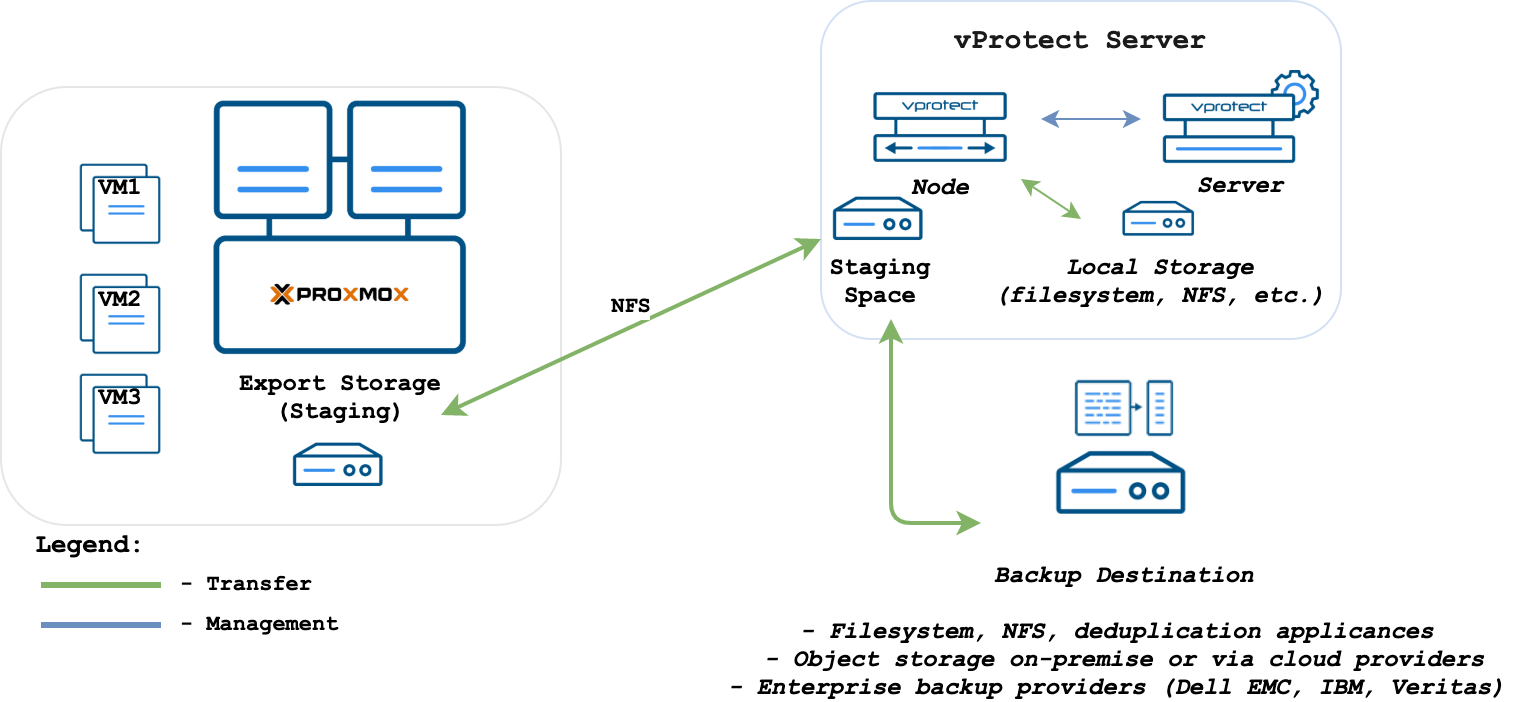 vProtect Server
vprotect
vprotect
Node
Server
Staging
Space
Local Storage
(filesystem, NFS, etc.)
VM1
VM2
VM3
PROXMOX
Export Storage
(Staging)
NFS
Legend:
- Transfer
- Management
Backup Destination
- Filesystem, NFS, deduplication applicances
- Object storage on-premise or via cloud providers
- Enterprise backup providers (Dell EMC, IBM, Veritas)